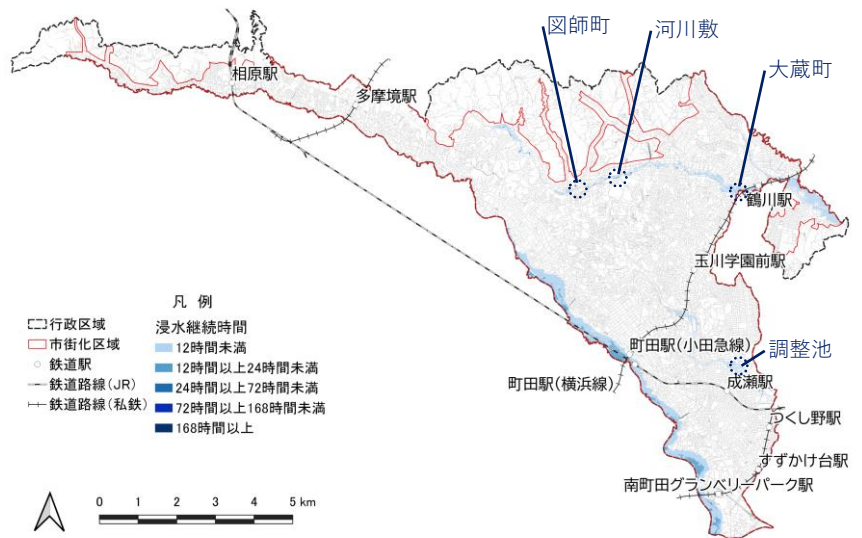 図師町
河川敷
大蔵町
相原駅
多摩境駅
鶴川駅
玉川学園前駅
町田駅(小田急線)
調整池
町田駅(横浜線)
成瀬駅
つくし野駅
すずかけ台駅
南町田グランベリーパーク駅
凡 例
行政区域
市街化区域
鉄道駅
鉄道路線(JR)
鉄道路線(私鉄)
浸水継続時間
12時間未満
12時間以上24時間未満
24時間以上72時間未満
72時間以上168時間未満
168時間以上
0 1 2 3 4 5 km